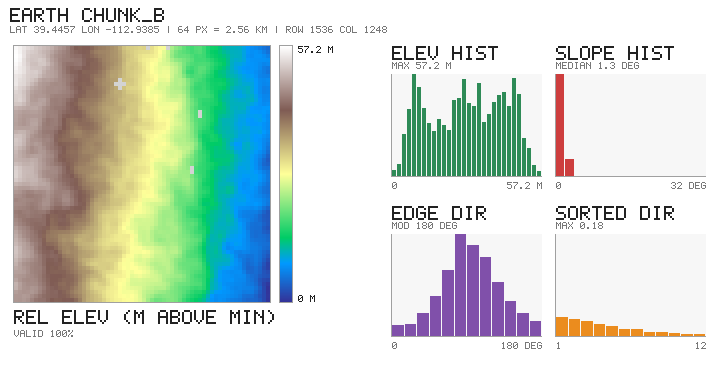 EARTH CHUNK_B
LAT 39.4457 LON -112.9385 | 64 PX = 2.56 KM | ROW 1536 COL 1248
57.2 M
0 M
REL ELEV (M ABOVE MIN)
VALID 100%
ELEV HIST
MAX 57.2 M
0 57.2 M
SLOPE HIST
MEDIAN 1.3 DEG
0 32 DEG
EDGE DIR
MOD 180 DEG
0 180 DEG
SORTED DIR
MAX 0.18
1 12